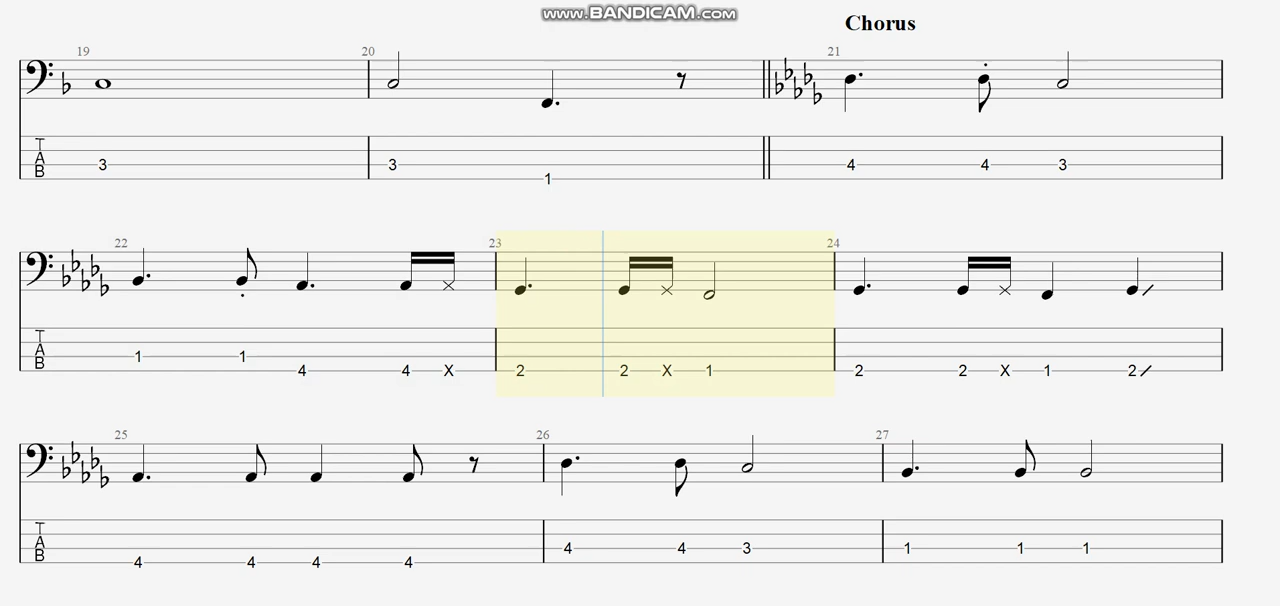 www.BANDICAM.com
Chorus
19 20 21
T
A
B
3 3 1 4 4 3
22 23 24
T
A
B
1 1 4 4 X 2 2 X 1 2 2 X 1 2
25 26 27
T
A
B
4 4 4 4 4 4 3 1 1 1